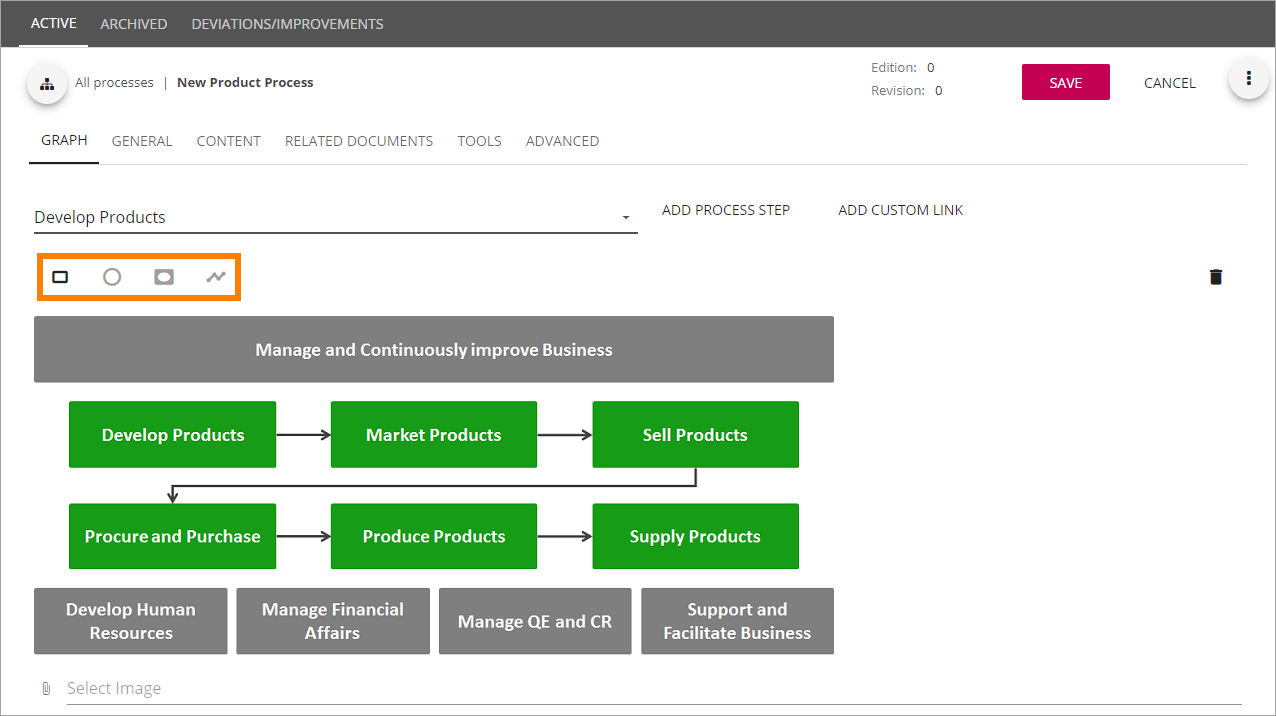 ACTIVE ARCHIVED DEVIATIONS/IMPROVEMENTS
All processes | New Product Process
Edition: 0
Revision: 0
SAVE CANCEL
GRAPH GENERAL CONTENT RELATED DOCUMENTS TOOLS ADVANCED
Develop Products
ADD PROCESS STEP ADD CUSTOM LINK
Manage and Continuously improve Business
Develop Products Market Products Sell Products
Procure and Purchase Produce Products Supply Products
Develop Human
Resources
Manage Financial
Affairs
Manage QE and CR
Support and
Facilitate Business
Select Image